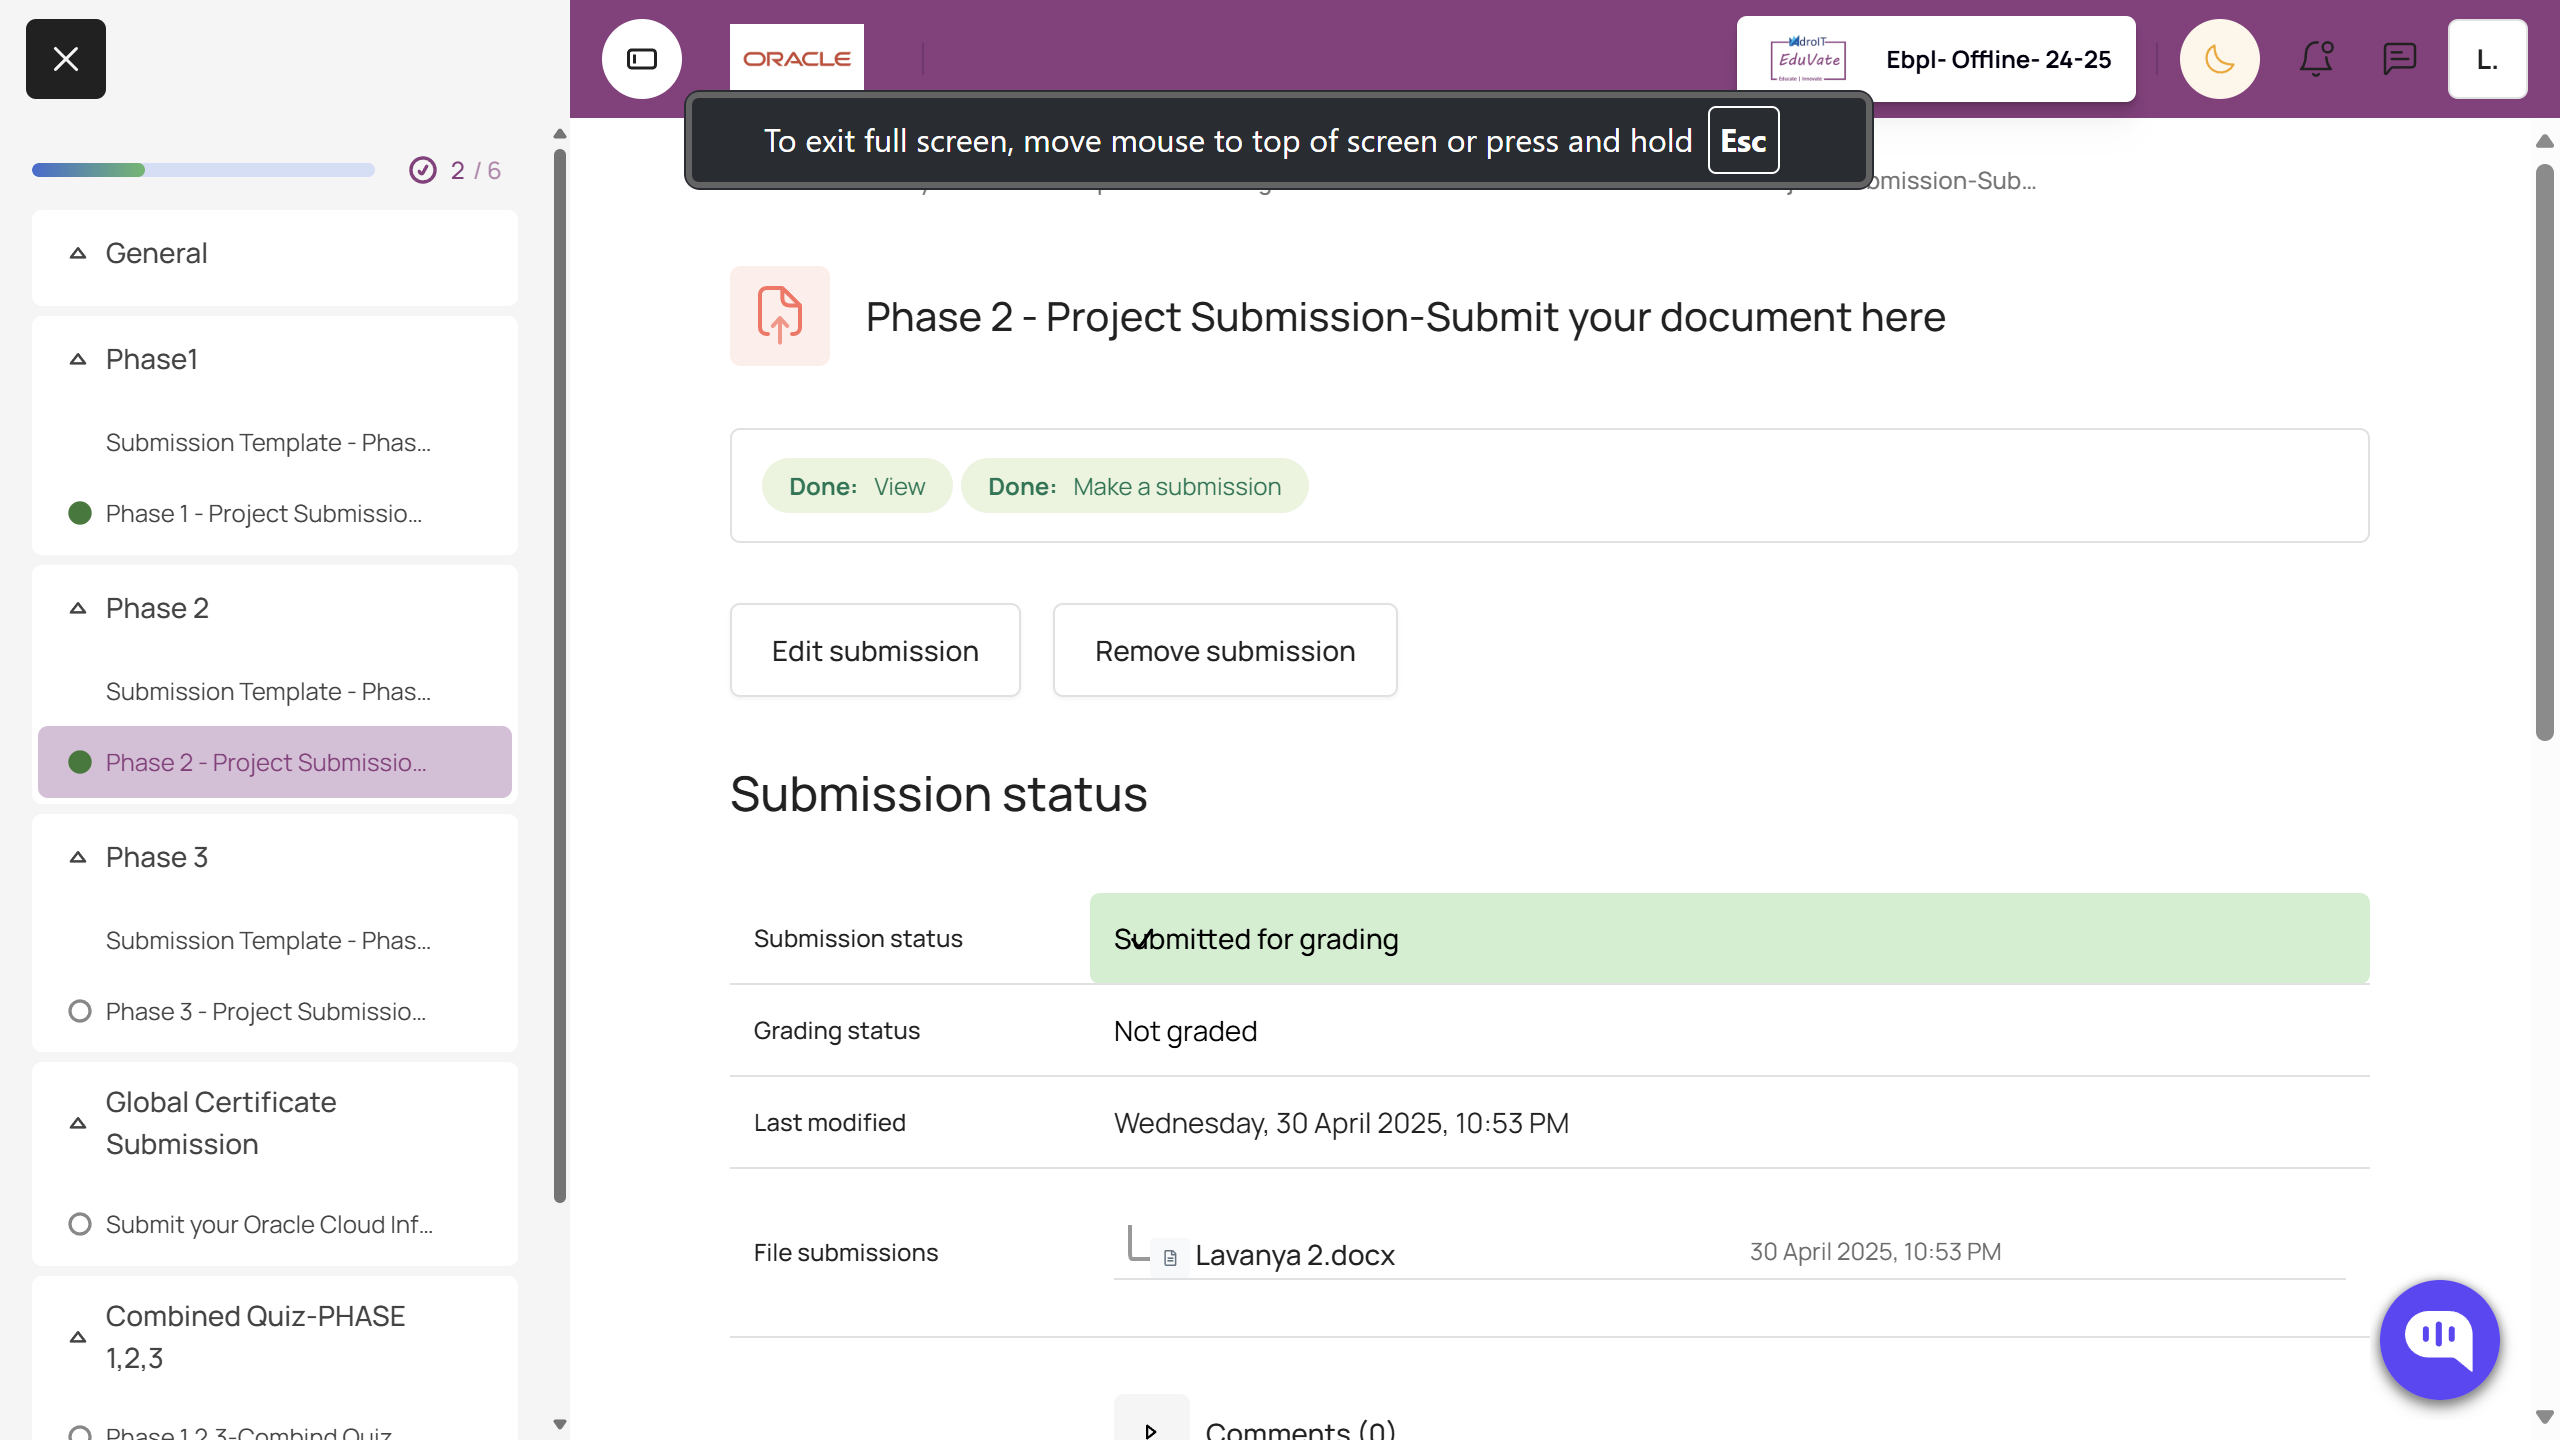 2 / 6
General
Phase1
Submission Template - Phas...
Phase 1 - Project Submissio...
Phase 2
Submission Template - Phas...
Phase 2 - Project Submissio...
Phase 3
Submission Template - Phas...
Phase 3 - Project Submissio...
Global Certificate
Submission
Submit your Oracle Cloud Inf...
Combined Quiz-PHASE
1,2,3
Phase 1,2,3-Combind Quiz
ORACLE
AdroIT
EduVate
Educate | Innovate
Ebpl- Offline- 24-25
L.
To exit full screen, move mouse to top of screen or press and hold Esc
mission-Sub...
Phase 2 - Project Submission-Submit your document here
Done: View
Done: Make a submission
Edit submission
Remove submission
Submission status
Submission status
Submitted for grading
Grading status
Not graded
Last modified
Wednesday, 30 April 2025, 10:53 PM
File submissions
Lavanya 2.docx
30 April 2025, 10:53 PM
Comments (0)